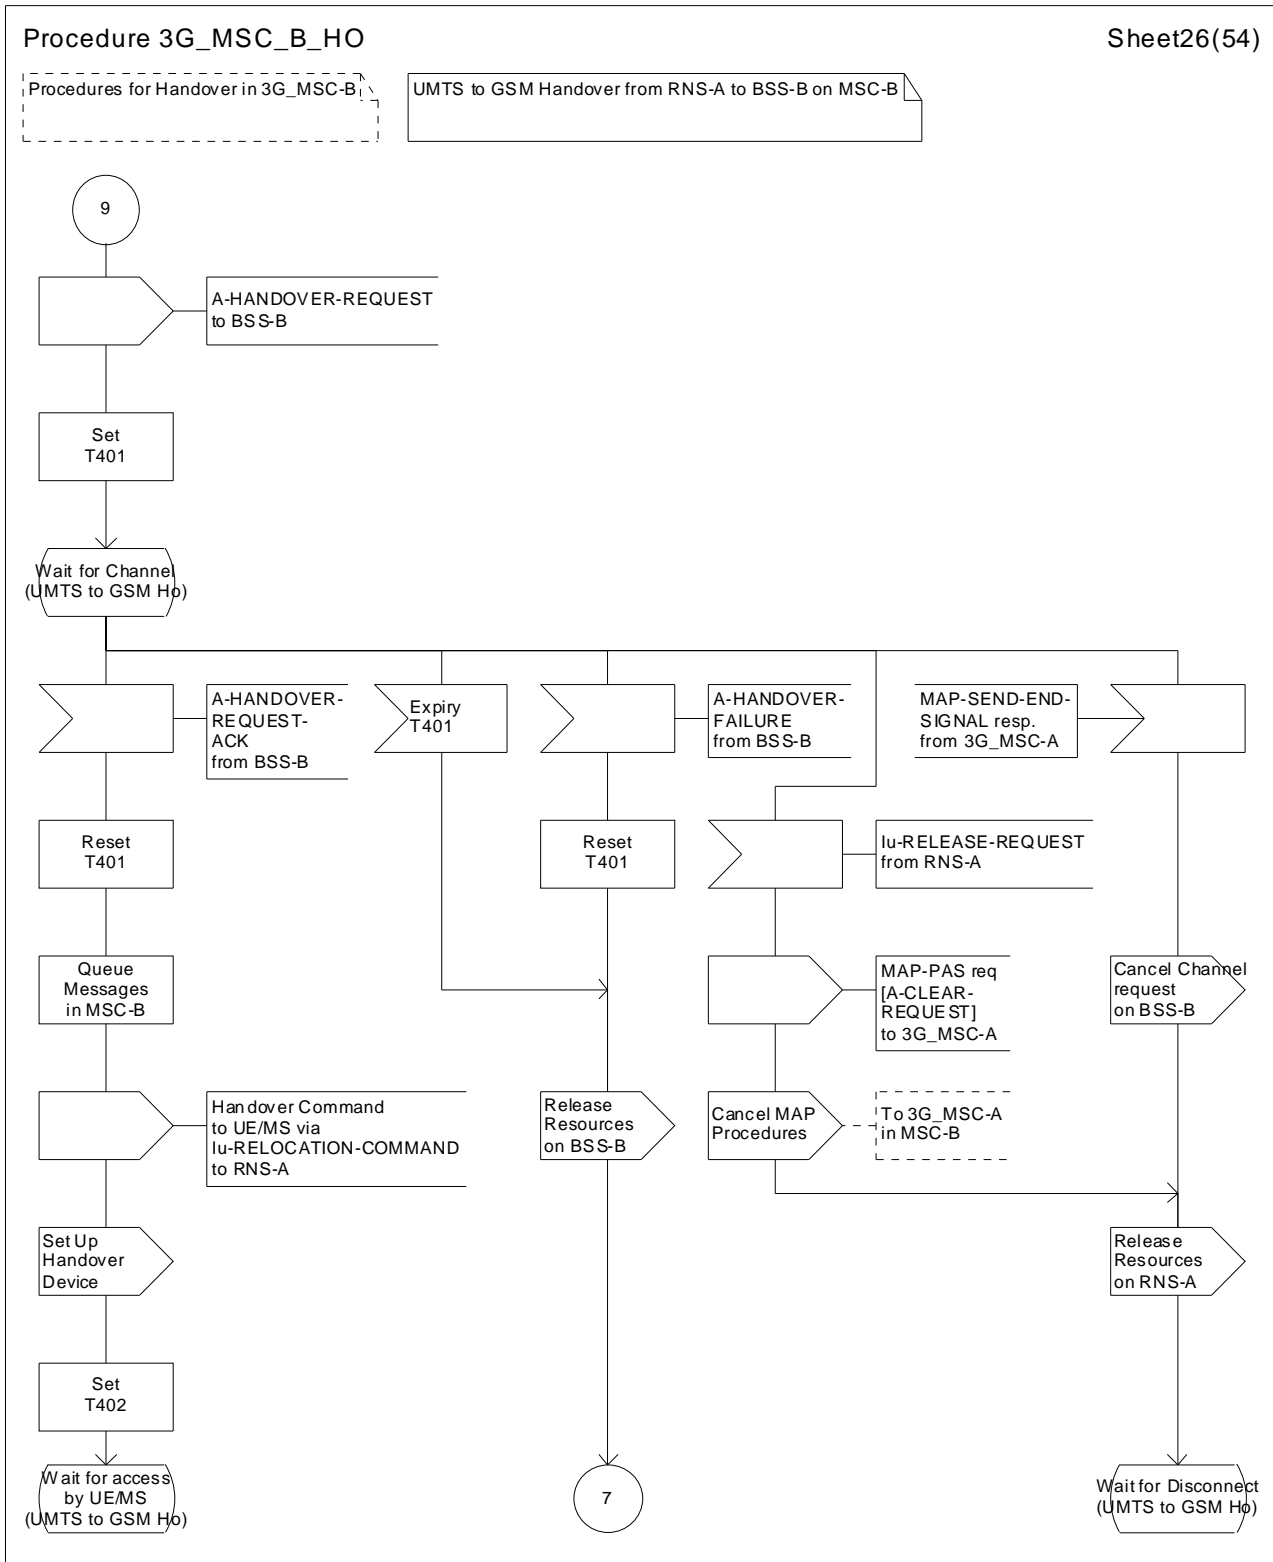 Procedure 3G_MSC_B_HO
Sheet26(54)
Procedures for Handover in 3G_MSC-B
UMTS to GSM Handover from RNS-A to BSS-B on MSC-B
9
A-HANDOVER-REQUEST
to BSS-B
Set
T401
Wait for Channel
(UMTS to GSM Ho)
A-HANDOVER-
REQUEST-
ACK
from BSS-B
Expiry
T401
A-HANDOVER-
FAILURE
from BSS-B
MAP-SEND-END-
SIGNAL resp.
from 3G_MSC-A
Reset
T401
Reset
T401
Iu-RELEASE-REQUEST
from RNS-A
Queue
Messages
in MSC-B
MAP-PAS req
[A-CLEAR-
REQUEST]
to 3G_MSC-A
Cancel Channel
request
on BSS-B
Handover Command
to UE/MS via
Iu-RELOCATION-COMMAND
to RNS-A
Release
Resources
on BSS-B
Cancel MAP
Procedures
To 3G_MSC-A
in MSC-B
Set Up
Handover
Device
Release
Resources
on RNS-A
Set
T402
Wait for access
by UE/MS
(UMTS to GSM Ho)
7
Wait for Disconnect
(UMTS to GSM Ho)